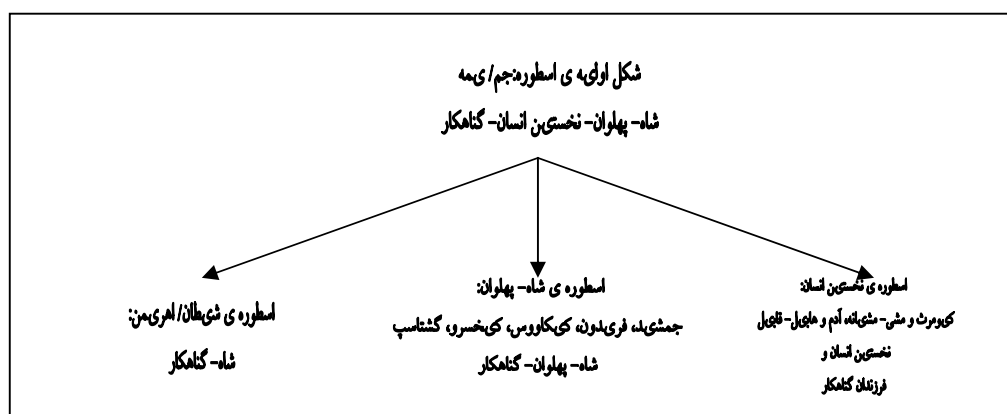 شکل اولیه ی اسطوره:جم/ یمه
شاه- پهلوان- نخستین انسان- گناهکار
اسطوره ی نخستین انسان:
کیومرث و مشی- مشیانه، آدم و هابیل- قابیل
نخستین انسان و
فرزندان گناهکار
اسطوره ی شاه- پهلوان:
جمشید، فریدون، کیکاووس، کیخسرو، گشتاسپ
شاه- پهلوان- گناهکار
اسطوره ی شیطان/ اهریمن:
شاه- گناهکار